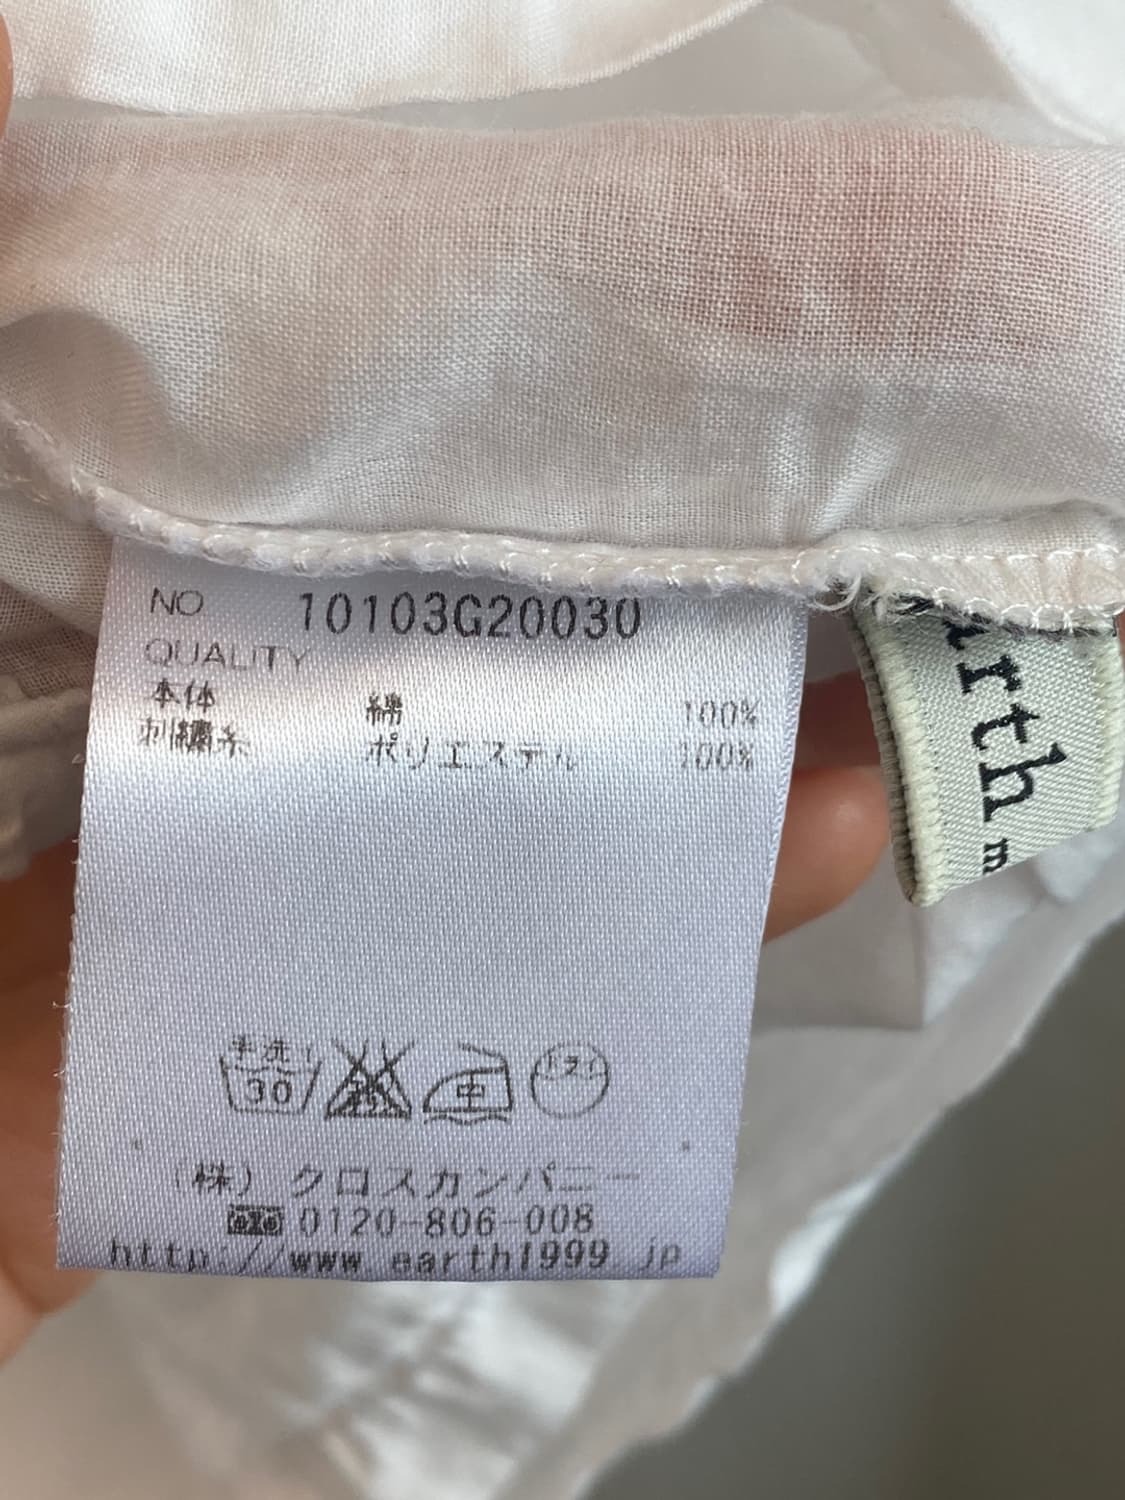 NO 10103G20030
QUALITY
本体 綿 100%
刺繍糸 ポリエステル 100%
手洗イ
30
中
ドライ
(株)クロスカンパニー
0120-806-008
http://www.earth1999.jp
arth m